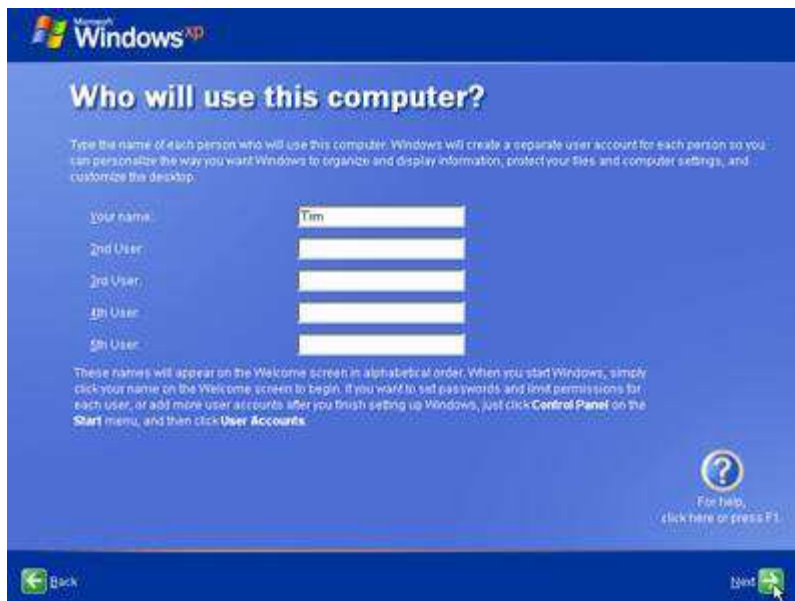 Microsoft
Windows xp
Who will use this computer?
Type the name of each person who will use this computer. Windows will create a separate user account for each person so you
can personalize the way you want Windows to organize and display information, protect your files and computer settings, and
customize the desktop.
Your name:
Tim
2nd User:
3rd User:
4th User:
5th User:
These names will appear on the Welcome screen in alphabetical order. When you start Windows, simply
click your name on the Welcome screen to begin. If you want to set passwords and limit permissions for
each user, or add more user accounts after you finish setting up Windows, just click Control Panel on the
Start menu, and then click User Accounts.
?
For help,
click here or press F1
Back
Next